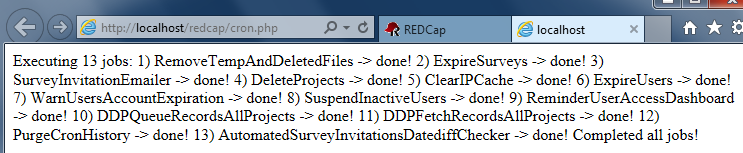 http://localhost/redcap/cron.php
REDCap
localhost
Executing 13 jobs: 1) RemoveTempAndDeletedFiles -> done! 2) ExpireSurveys -> done! 3)
SurveyInvitationEmailer -> done! 4) DeleteProjects -> done! 5) ClearIPCache -> done! 6) ExpireUsers -> done!
7) WarnUsersAccountExpiration -> done! 8) SuspendInactiveUsers -> done! 9) ReminderUserAccessDashboard
-> done! 10) DDPQueueRecordsAllProjects -> done! 11) DDPFetchRecordsAllProjects -> done! 12)
PurgeCronHistory -> done! 13) AutomatedSurveyInvitationsDatediffChecker -> done! Completed all jobs!